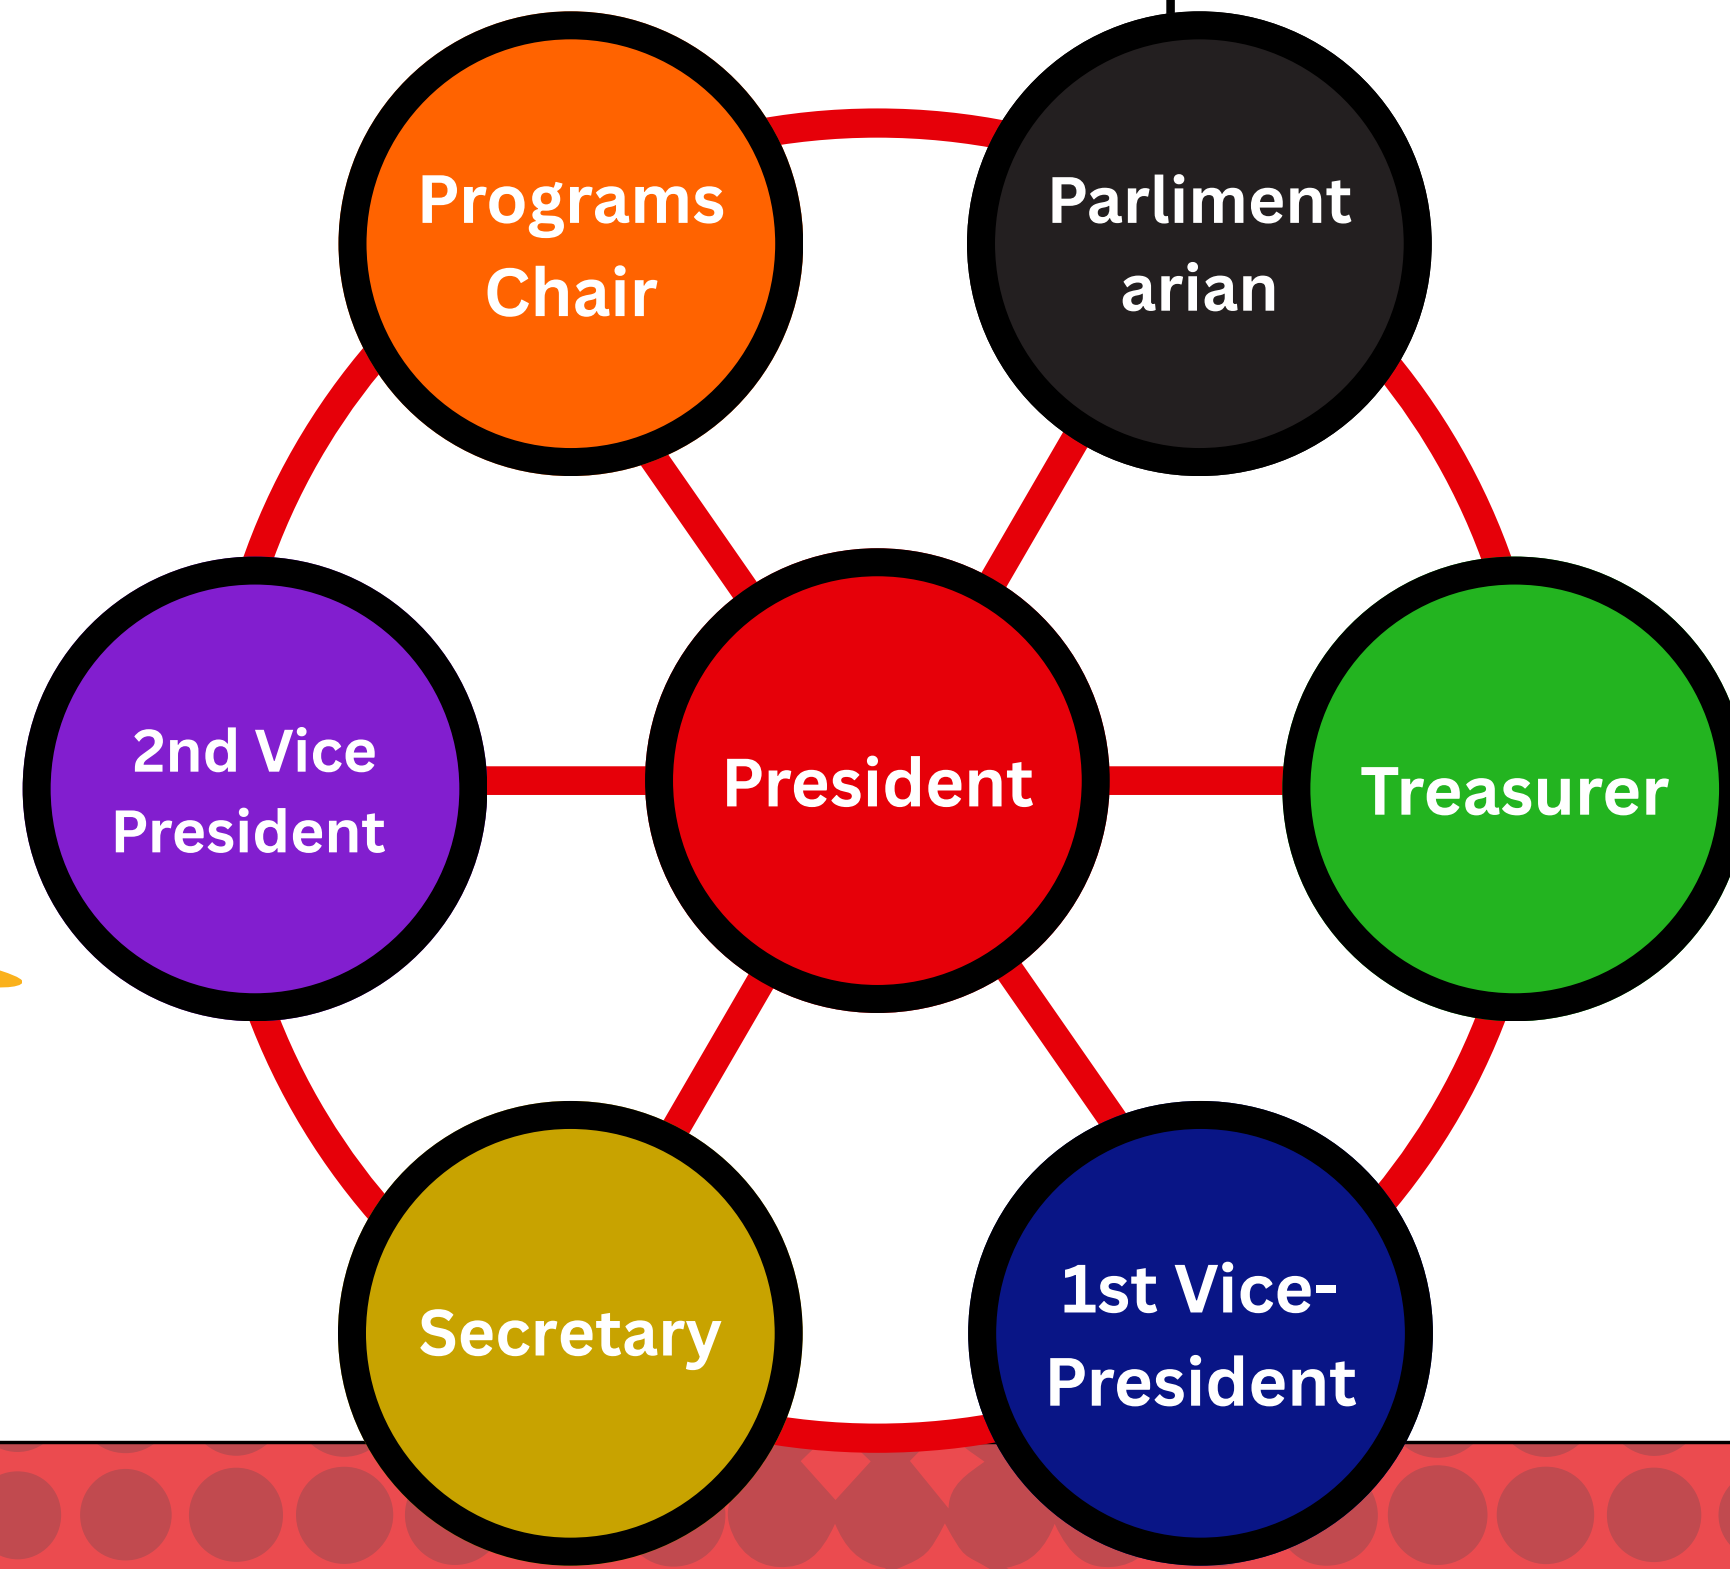 Programs
Chair
Parliment
arian
2nd Vice
President
President
Treasurer
Secretary
1st Vice-
President